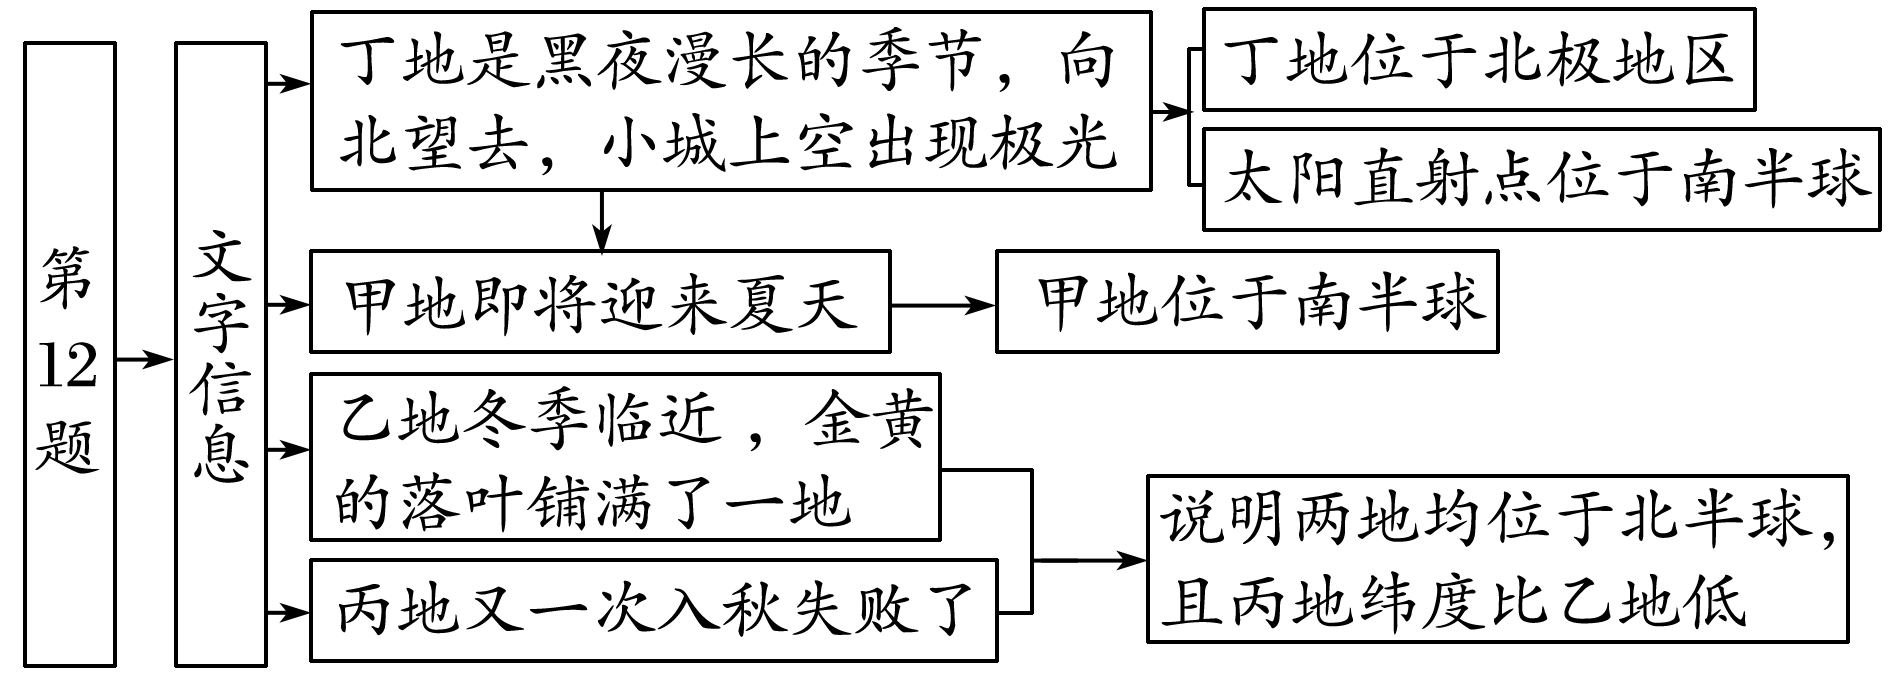 第
12
题
文
字
信
息
丁地是黑夜漫长的季节，向
北望去，小城上空出现极光
丁地位于北极地区
太阳直射点位于南半球
甲地即将迎来夏天
甲地位于南半球
乙地冬季临近，金黄
的落叶铺满了一地
丙地又一次入秋失败了
说明两地均位于北半球，
且丙地纬度比乙地低